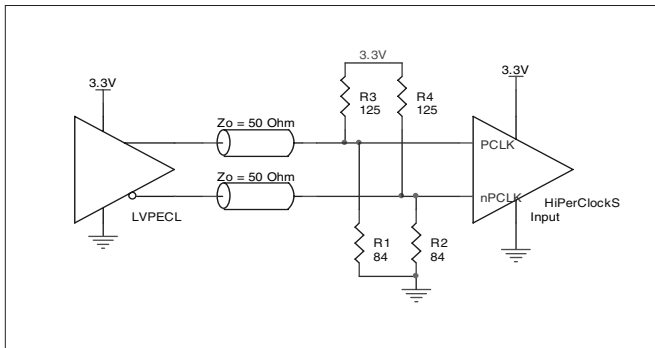 3.3V
3.3V
3.3V
R3
125
R4
125
Zo = 50 Ohm
PCLK
Zo = 50 Ohm
nPCLK
HiPerClockS
Input
LVPECL
R1
84
R2
84